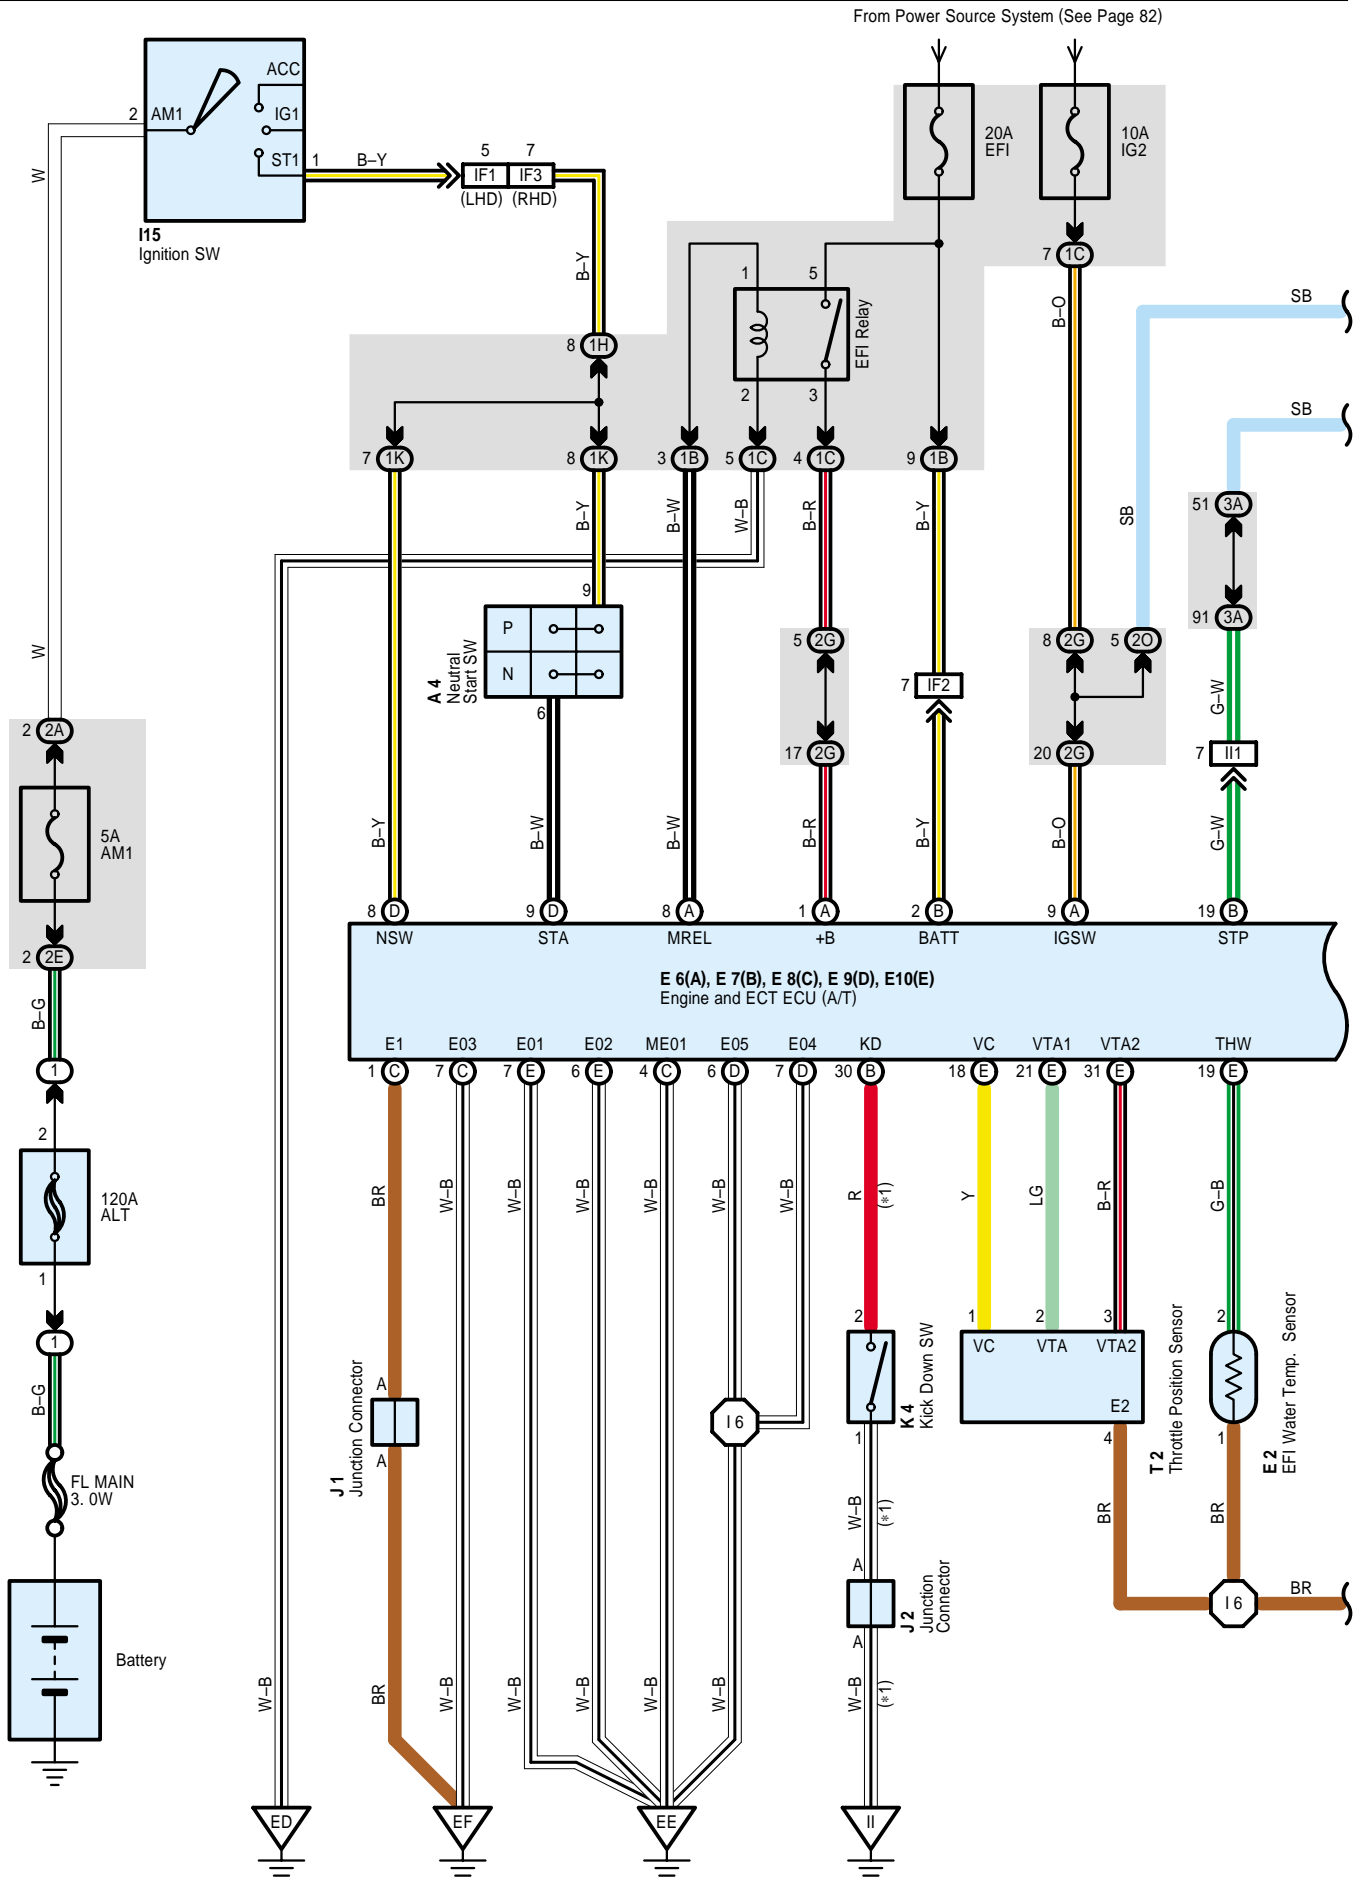 From Power Source System (See Page 82)
ACC
2 AM1 IG1
ST1 1 B–Y
5 7
IF1 IF3
(LHD) (RHD)
I15
Ignition SW
W
20A
EFI
10A
IG2
7 1C
B–Y
B–O
SB
1 5
EFI Relay
2 3
8 1H
SB
7 1K
8 1K
3 1B
5 1C
4 1C
9 1B
B–Y
B–W
W–B
B–R
B–Y
SB
51 3A
91 3A
9
P
N
6
A 4
Neutral
Start SW
5 2G
17 2G
7 IF2
8 2G
5 2O
20 2G
G–W
7 II1
W
2 2A
5A
AM1
2 2E
B–Y
B–W
B–W
B–R
B–Y
B–O
G–W
8 D
9 D
8 A
1 A
2 B
9 A
19 B
NSW STA MREL +B BATT IGSW STP
E 6(A), E 7(B), E 8(C), E 9(D), E10(E)
Engine and ECT ECU (A/T)
E1 E03 E01 E02 ME01 E05 E04 KD VC VTA1 VTA2 THW
1 C
7 C
7 E
6 E
4 C
6 D
7 D
30 B
18 E
21 E
31 E
19 E
B–G
1
2
120A
ALT
1
1
B–G
FL MAIN
3. 0W
Battery
BR
W–B
W–B
W–B
W–B
W–B
W–B
R
(*1)
Y
LG
B–R
G–B
A
A
J 1
Junction Connector
I 6
2
1
K 4
Kick Down SW
1 2 3
VC VTA VTA2
E2
4
T 2
Throttle Position Sensor
2
1
E 2
EFI Water Temp. Sensor
W–B
(*1)
A
A
J 2
Junction
Connector
BR
BR
I 6
BR
W–B
BR
W–B
W–B
W–B
W–B
W–B
W–B
(*1)
ED EF EE II